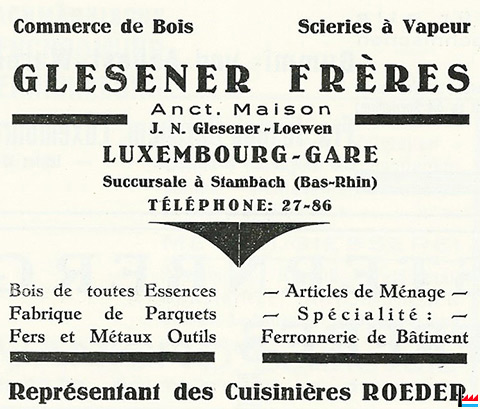 Commerce de Bois Scieries à Vapeur
GLESENER FRÈRES
Anct. Maison
J. N. Glesener-Loewen
LUXEMBOURG-GARE
Succursale à Stambach (Bas-Rhin)
TÉLÉPHONE: 27-86
Bois de toutes Essences
Fabrique de Parquets
Fers et Métaux Outils
— Articles de Ménage —
— Spécialité: —
Ferronnerie de Bâtiment
Représentant des Cuisinières ROEDER